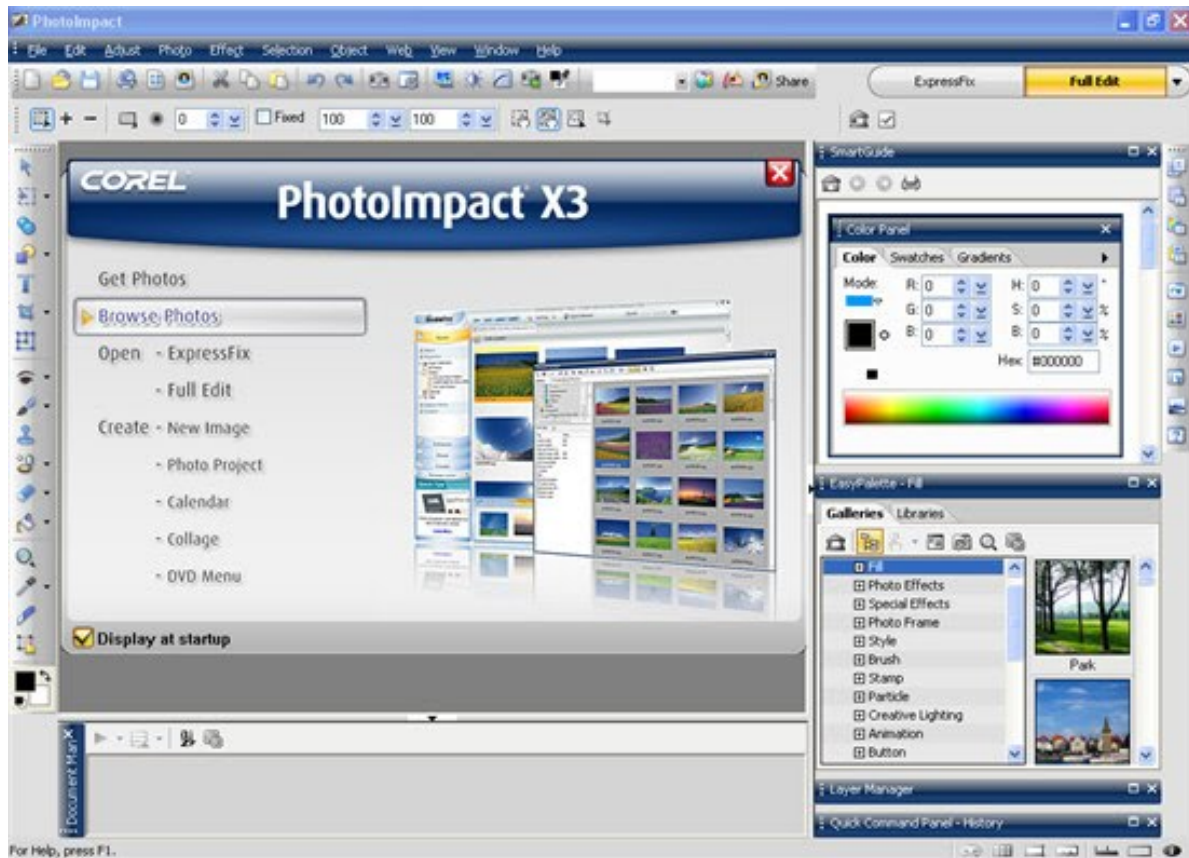 PhotoImpact
File Edit Adjust Photo Effect Selection Object Web View Window Help
Share
ExpressFix Full Edit
0 Fixed 100 100
COREL
PhotoImpact X3
Get Photos
Browse Photos
Open - ExpressFix
- Full Edit
Create - New Image
- Photo Project
- Calendar
- Collage
- DVD Menu
Display at startup
SmartGuide
Color Panel
Color Swatches Gradients
Mode: R: 0 H: 0 °
G: 0 S: 0 %
B: 0 B: 0 %
Hex: #000000
EasyPalette - Fill
Galleries Libraries
Fill
Photo Effects
Special Effects
Photo Frame
Style
Brush
Stamp
Particle
Creative Lighting
Animation
Button
Park
Layer Manager
Quick Command Panel - History
Document Man
For Help, press F1.